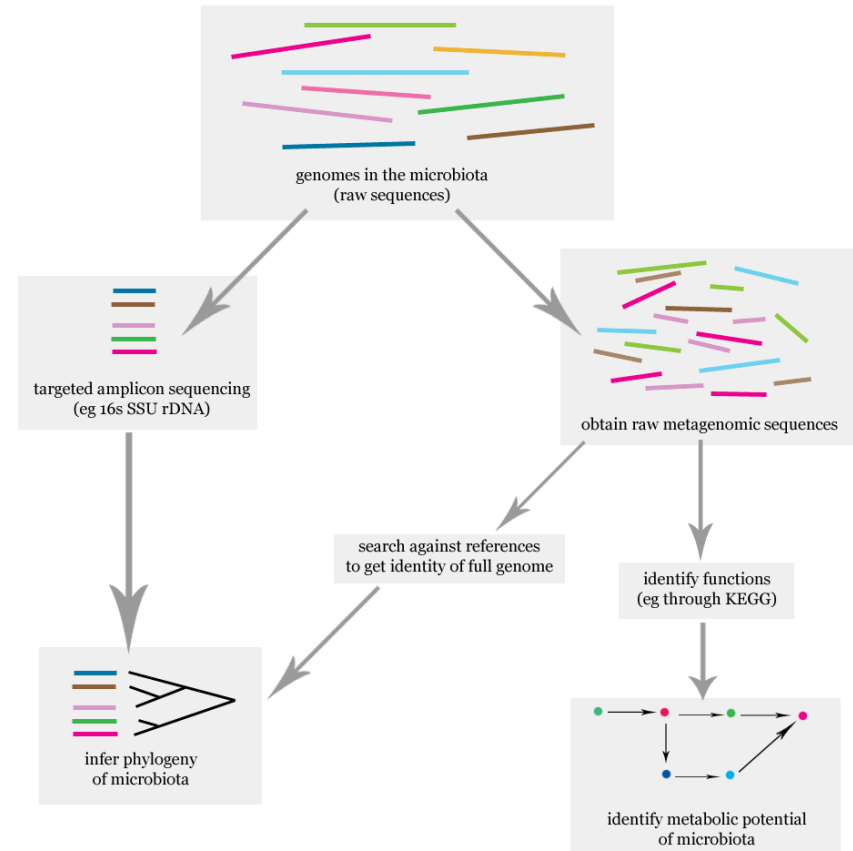 genomes in the microbiota
(raw sequences)
targeted amplicon sequencing
(eg 16s SSU rDNA)
obtain raw metagenomic sequences
search against references
to get identity of full genome
identify functions
(eg through KEGG)
infer phylogeny
of microbiota
identify metabolic potential
of microbiota